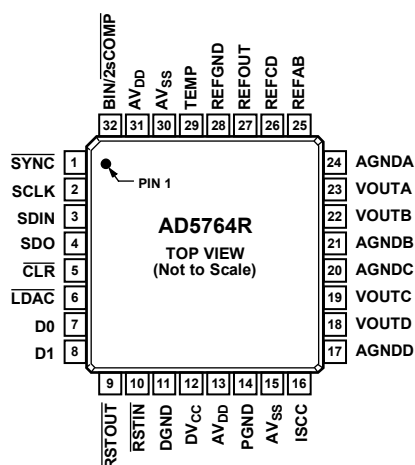 BIN/2sCOMP
AVDD
AVSS
TEMP
REFGND
REFOUT
REFCD
REFAB
32
31
30
29
28
27
26
25
SYNC 1
SCLK 2
SDIN 3
SDO 4
CLR 5
LDAC 6
D0 7
D1 8
PIN 1
AD5764R
TOP VIEW
(Not to Scale)
24 AGNDA
23 VOUTA
22 VOUTB
21 AGNDB
20 AGNDC
19 VOUTC
18 VOUTD
17 AGNDD
9
10
11
12
13
14
15
16
RSTOUT
RSTIN
DGND
DVCC
AVDD
PGND
AVSS
ISCC